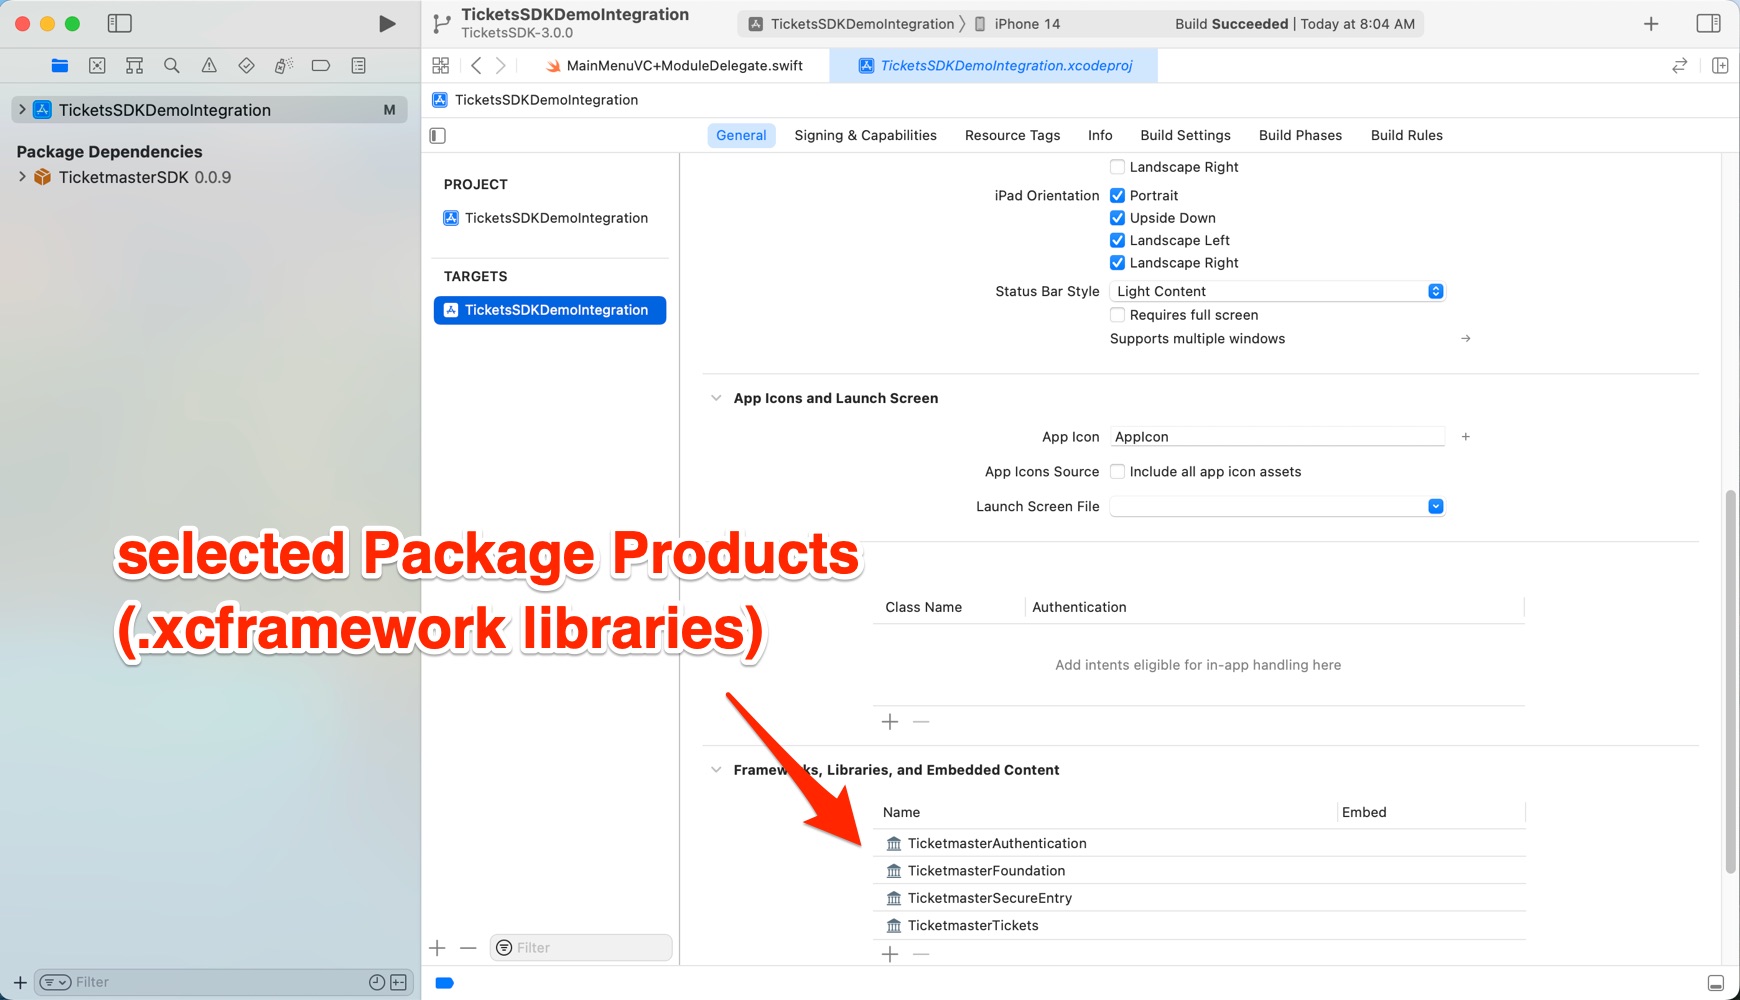 TicketsSDKDemoIntegration
TicketsSDK-3.0.0
TicketsSDKDemoIntegration
iPhone 14
Build Succeeded | Today at 8:04 AM
MainMenuVC+ModuleDelegate.swift
TicketsSDKDemoIntegration.xcodeproj
TicketsSDKDemoIntegration M
Package Dependencies
TicketmasterSDK 0.0.9
TicketsSDKDemoIntegration
General Signing & Capabilities Resource Tags Info Build Settings Build Phases Build Rules
PROJECT
TicketsSDKDemoIntegration
TARGETS
TicketsSDKDemoIntegration
Landscape Right
iPad Orientation Portrait
Upside Down
Landscape Left
Landscape Right
Status Bar Style Light Content
Requires full screen
Supports multiple windows
App Icons and Launch Screen
App Icon AppIcon
App Icons Source Include all app icon assets
Launch Screen File
selected Package Products
(.xcframework libraries)
Class Name Authentication
Add intents eligible for in-app handling here
Frameworks, Libraries, and Embedded Content
Name Embed
TicketmasterAuthentication
TicketmasterFoundation
TicketmasterSecureEntry
TicketmasterTickets
Filter
Filter